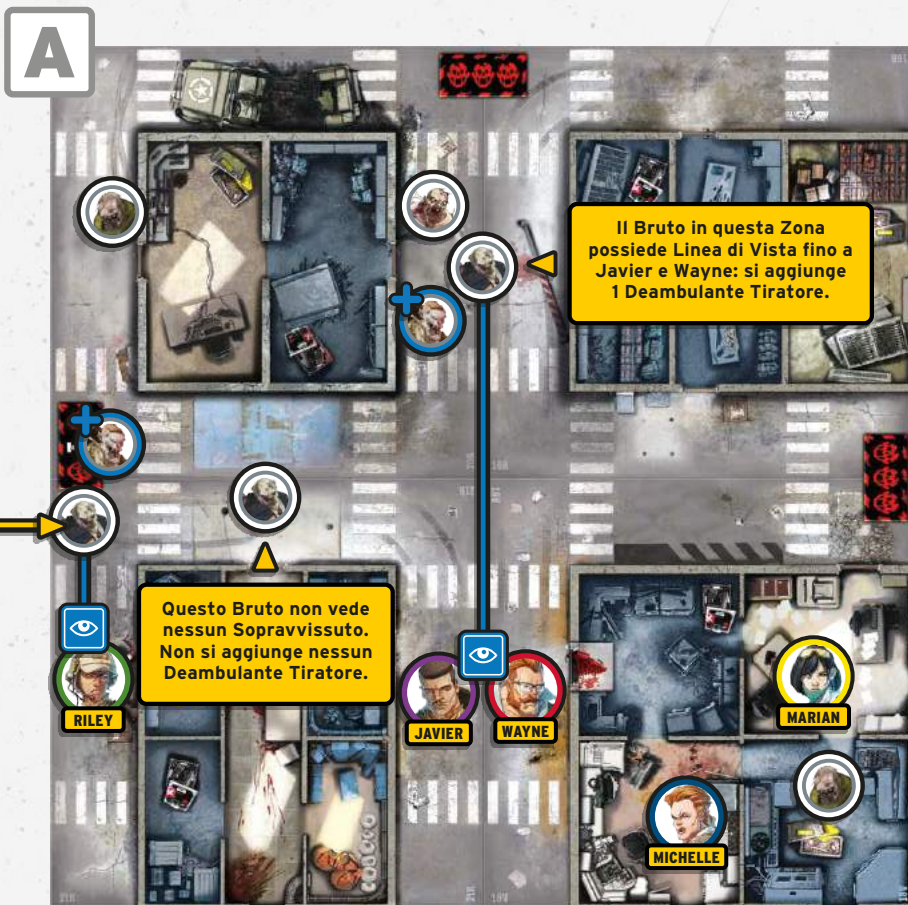 A
Il Bruto in questa Zona
possiede Linea di Vista fino a
Javier e Wayne: si aggiunge
1 Deambulante Tiratore.
Questo Bruto non vede
nessun Sopravvissuto.
Non si aggiunge nessun
Deambulante Tiratore.
RILEY
JAVIER
WAYNE
MARIAN
MICHELLE